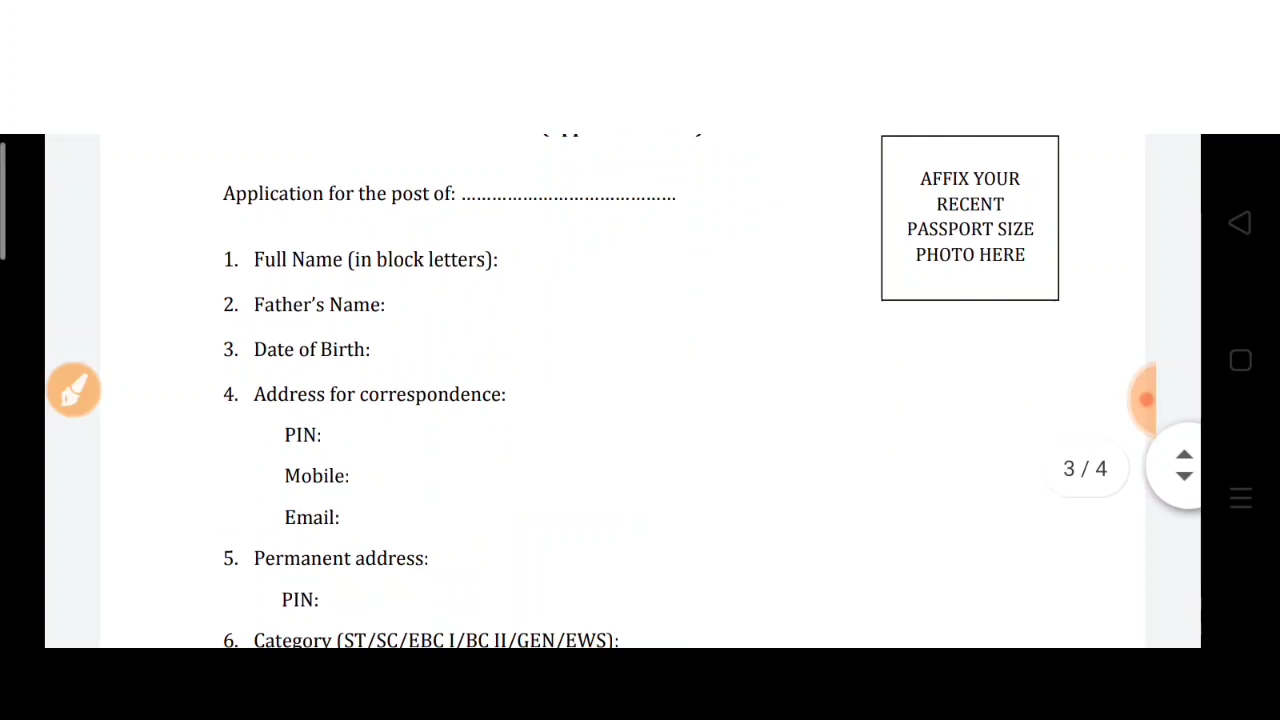 Application for the post of: ..........................................
AFFIX YOUR
RECENT
PASSPORT SIZE
PHOTO HERE
1. Full Name (in block letters):
2. Father’s Name:
3. Date of Birth:
4. Address for correspondence:
PIN:
Mobile:
Email:
5. Permanent address:
PIN:
6. Category (ST/SC/EBC I/BC II/GEN/EWS):
3 / 4